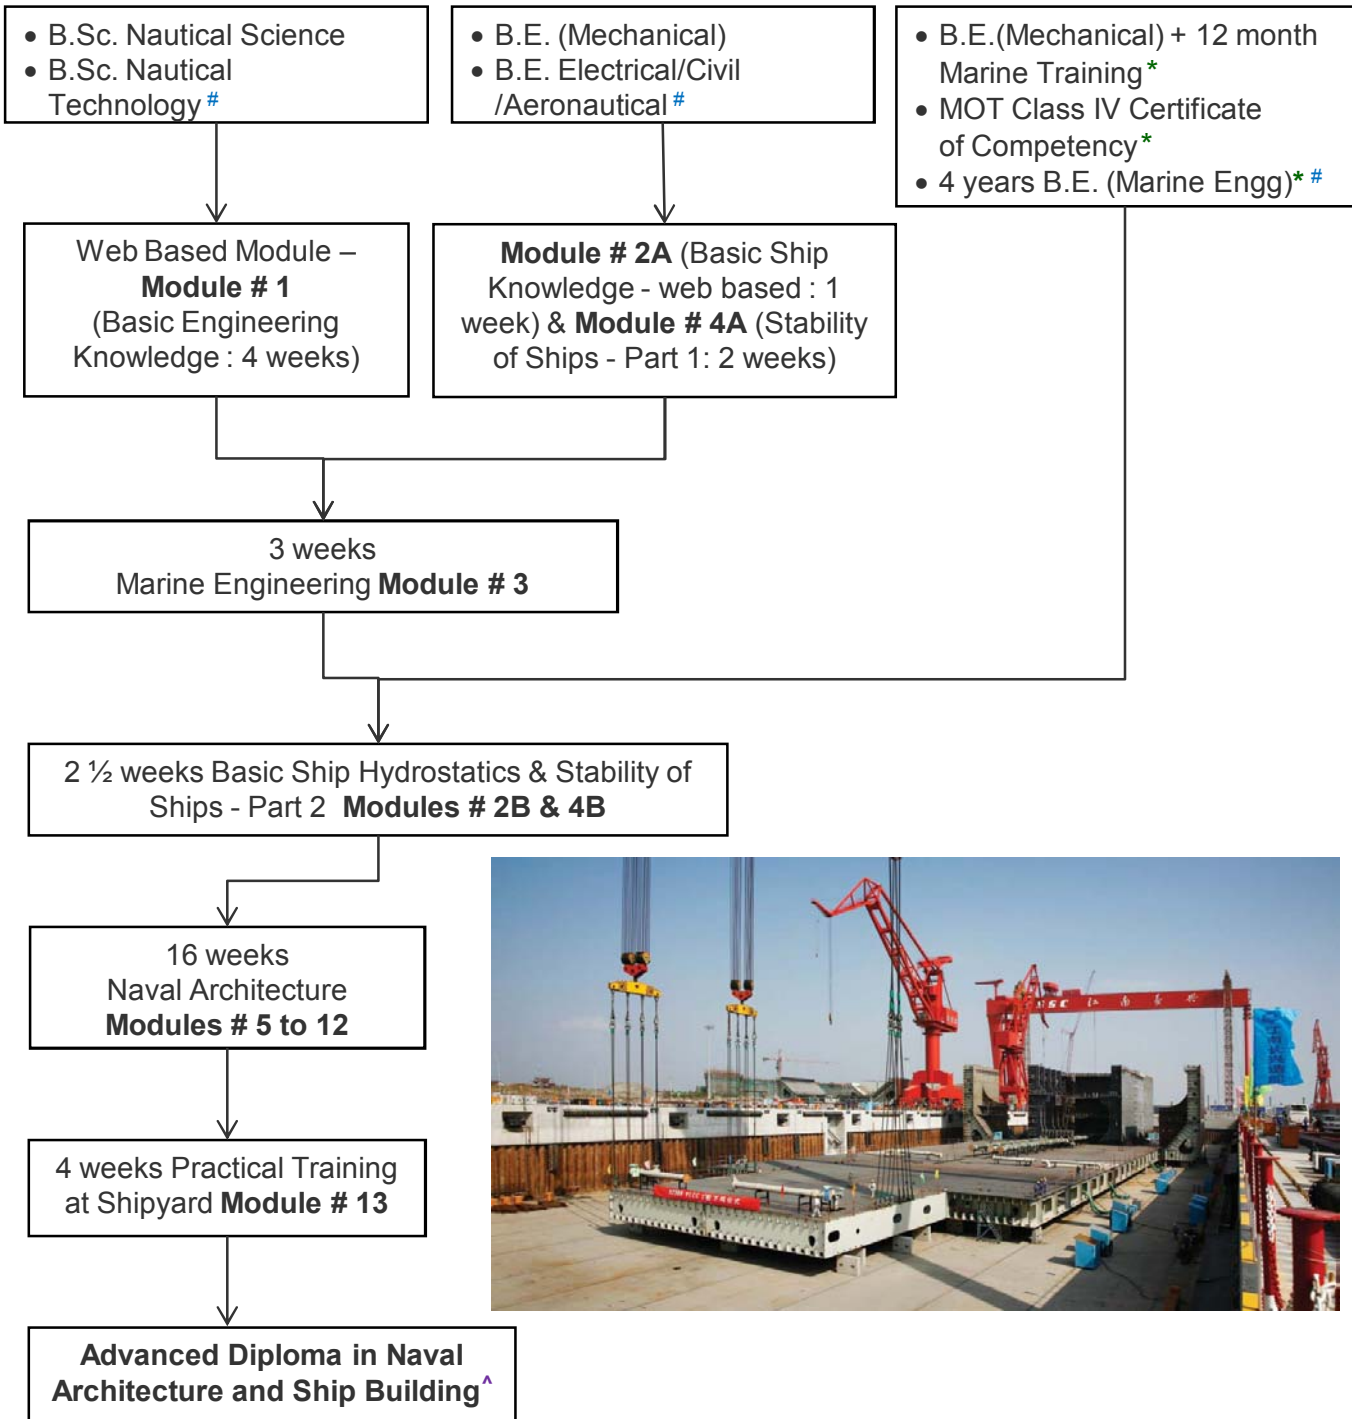 • B.Sc. Nautical Science
• B.Sc. Nautical
Technology #
• B.E. (Mechanical)
• B.E. Electrical/Civil
/Aeronautical #
• B.E.(Mechanical) + 12 month
Marine Training *
• MOT Class IV Certificate
of Competency *
• 4 years B.E. (Marine Engg)* #
Web Based Module –
Module # 1
(Basic Engineering
Knowledge : 4 weeks)
Module # 2A (Basic Ship
Knowledge - web based : 1
week) & Module # 4A (Stability
of Ships - Part 1: 2 weeks)
3 weeks
Marine Engineering Module # 3
2 ½ weeks Basic Ship Hydrostatics & Stability of
Ships - Part 2 Modules # 2B & 4B
16 weeks
Naval Architecture
Modules # 5 to 12
江南長興
4 weeks Practical Training
at Shipyard Module # 13
Advanced Diploma in Naval
Architecture and Ship Building^